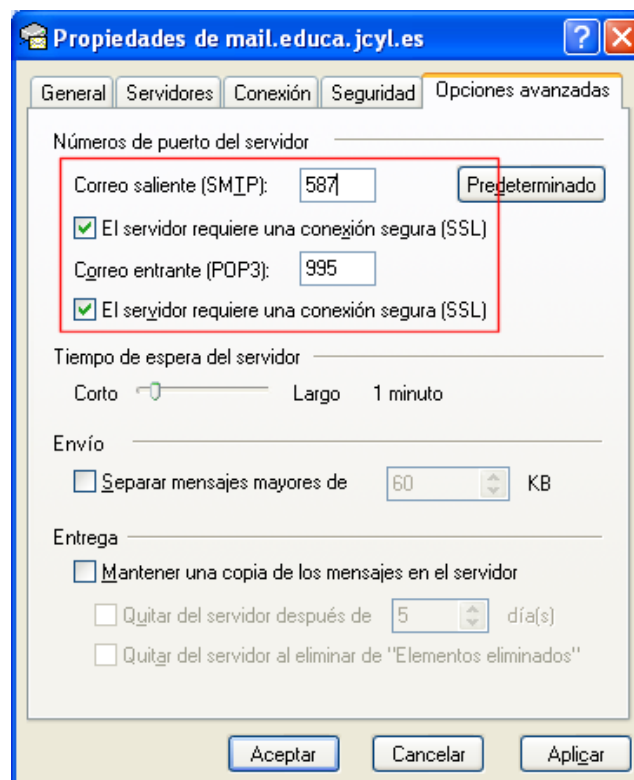 Propiedades de mail.educa.jcyl.es
General Servidores Conexión Seguridad Opciones avanzadas
Números de puerto del servidor
Correo saliente (SMTP): 587 Predeterminado
El servidor requiere una conexión segura (SSL)
Correo entrante (POP3): 995
El servidor requiere una conexión segura (SSL)
Tiempo de espera del servidor
Corto Largo 1 minuto
Envío
Separar mensajes mayores de 60 KB
Entrega
Mantener una copia de los mensajes en el servidor
Quitar del servidor después de 5 día(s)
Quitar del servidor al eliminar de "Elementos eliminados"
Aceptar Cancelar Aplicar